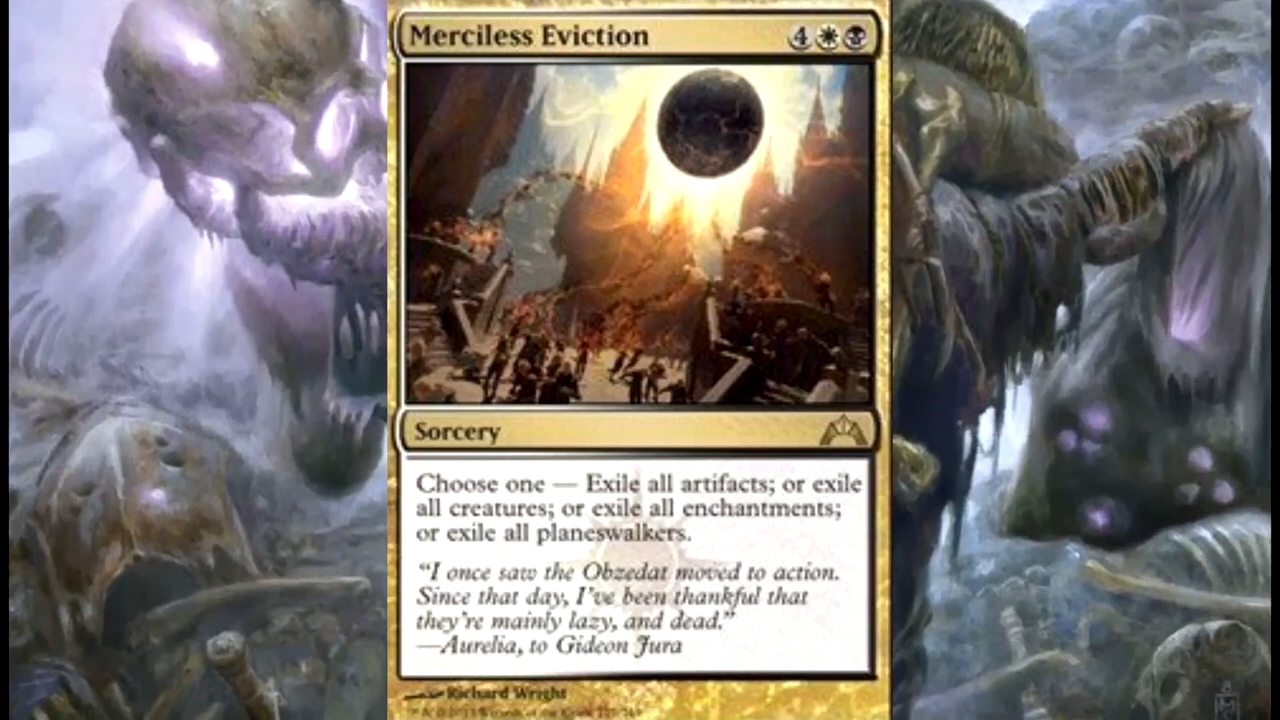 Merciless Eviction 4
Sorcery
Choose one — Exile all artifacts; or exile
all creatures; or exile all enchantments;
or exile all planeswalkers.
“I once saw the Obzedat moved to action.
Since that day, I’ve been thankful that
they’re mainly lazy, and dead.”
—Aurelia, to Gideon Jura
Richard Wright